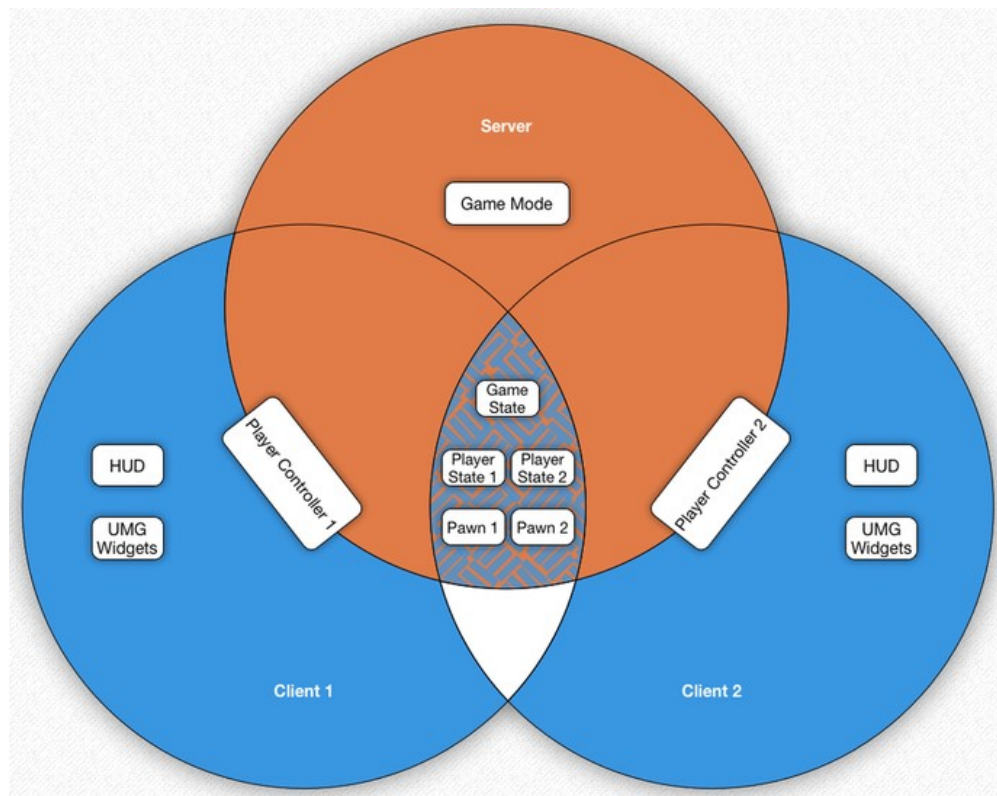 Server
Game Mode
Game
State
HUD
Player Controller 1
Player
State 1
Player
State 2
Player Controller 2
HUD
UMG
Widgets
Pawn 1
Pawn 2
UMG
Widgets
Client 1
Client 2